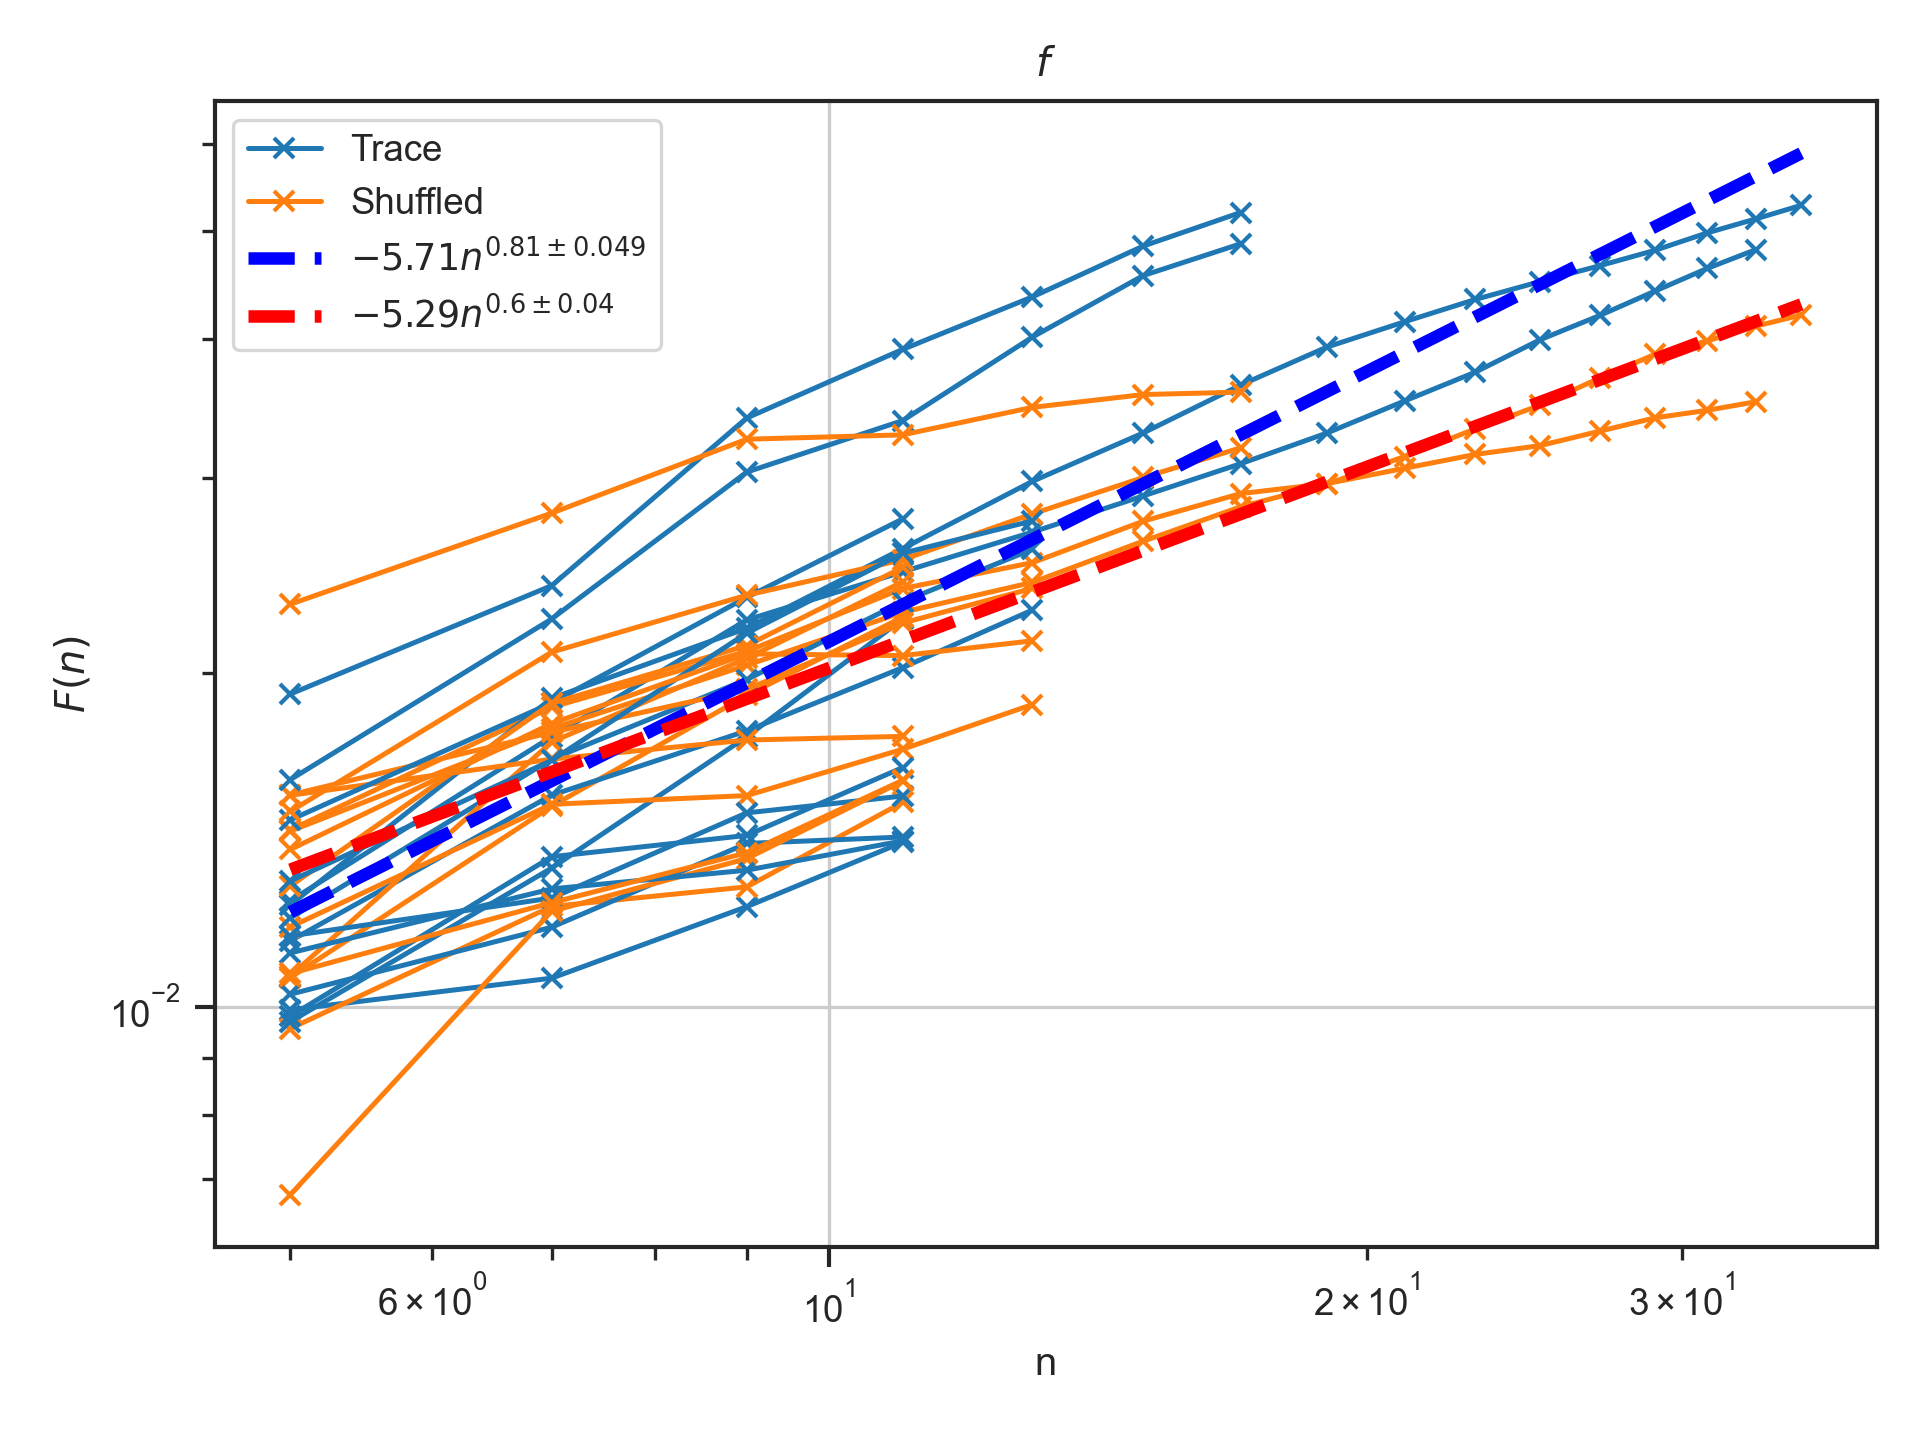 f
Trace
Shuffled
−5.71n^{0.81±0.049}
−5.29n^{0.6±0.04}
F(n)
10^{−2}
6×10^{0}
10^{1}
2×10^{1}
3×10^{1}
n